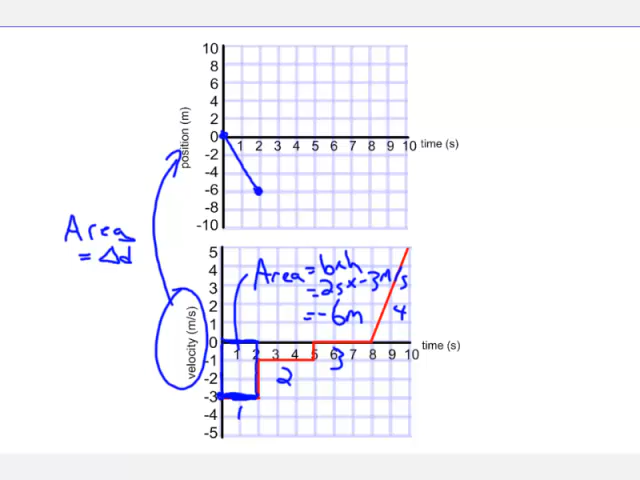 10
8
6
4
2
0
-2
-4
-6
-8
-10
position (m)
1 2 3 4 5 6 7 8 9 10 time (s)
Area
= Δd
5
4
3
2
1
0
-1
-2
-3
-4
-5
velocity (m/s)
Area = bxh
= 2s x -3m/s
= -6m
1 2 3 4 5 6 7 8 9 10 time (s)
1
2
3
4